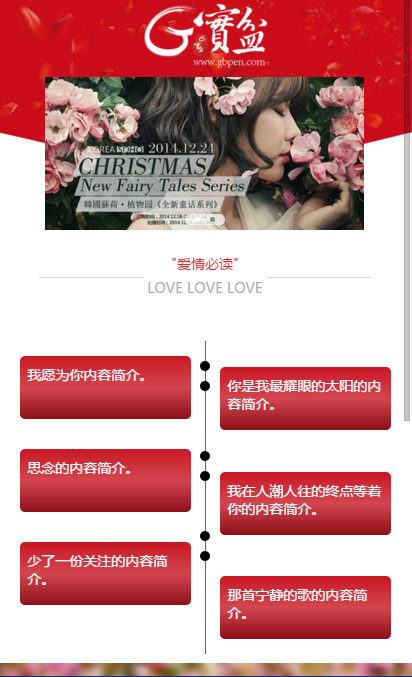 G寶盆
www.gbpen.com
KOREA SOHO 2014.12.24
CHRISTMAS
New Fairy Tales Series
韓國蘇荷·植物园《全新童话系列》
"爱情必读"
LOVE LOVE LOVE
我愿为你内容简介。
你是我最耀眼的太阳的内
容简介。
思念的内容简介。
我在人潮人往的终点等着
你的内容简介。
少了一份关注的内容简
介。
那首宁静的歌的内容简
介。